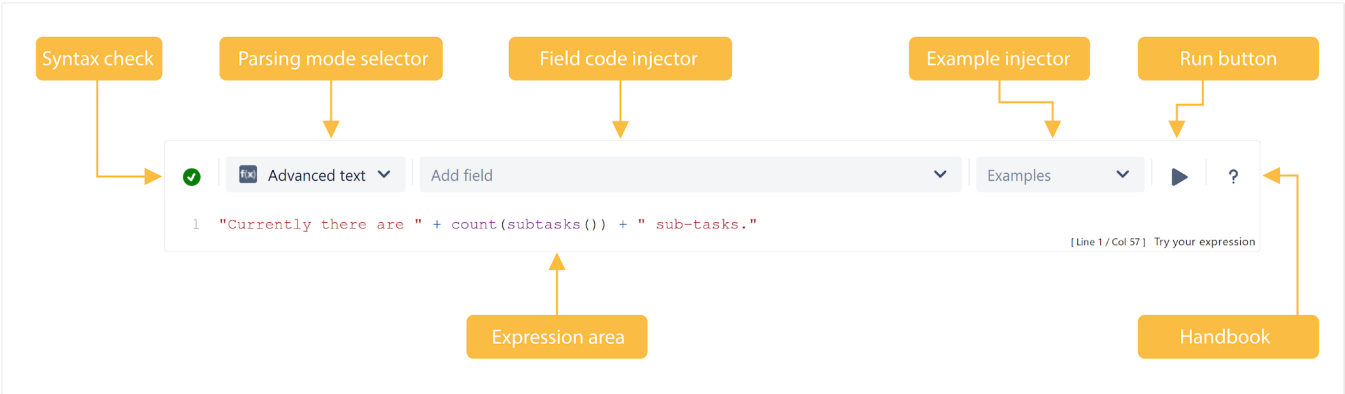 Syntax check
Parsing mode selector
Field code injector
Example injector
Run button
f(x) Advanced text
Add field
Examples
?
1 "Currently there are " + count(subtasks()) + " sub-tasks."
[ Line 1 / Col 57 ] Try your expression
Expression area
Handbook